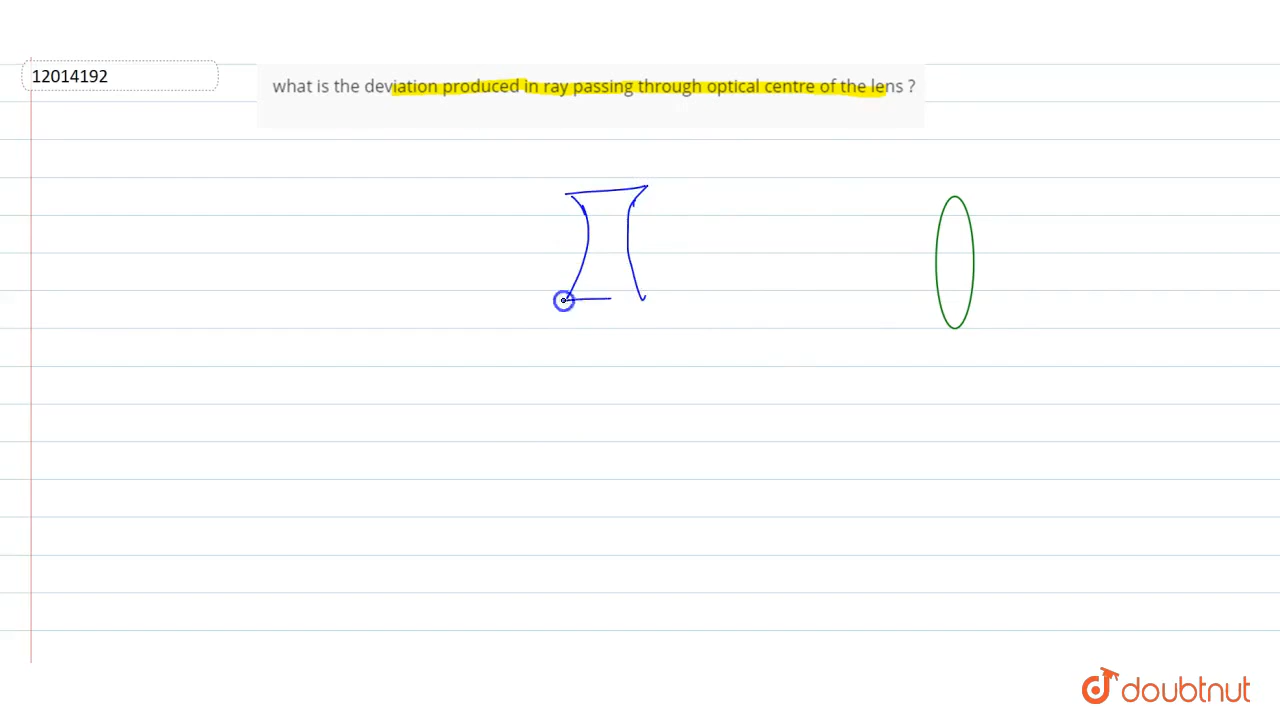 12014192
what is the deviation produced in ray passing through optical centre of the lens ?
doubtnut